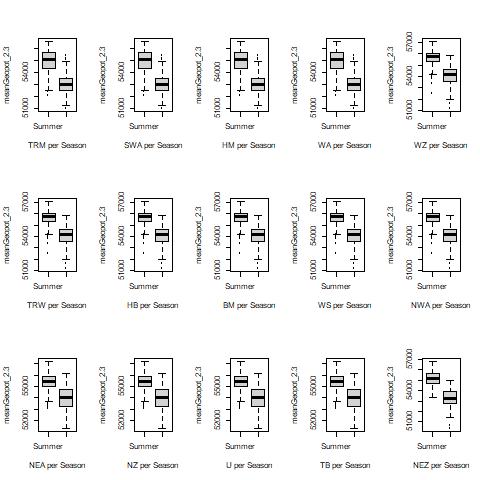 meanGeopot_2.3
51000 54000
Summer
TRM per Season
meanGeopot_2.3
51000 54000
Summer
SWA per Season
meanGeopot_2.3
51000 54000
Summer
HM per Season
meanGeopot_2.3
51000 54000
Summer
WA per Season
meanGeopot_2.3
51000 54000 57000
Summer
WZ per Season
meanGeopot_2.3
51000 54000 57000
TRW per Season
meanGeopot_2.3
51000 54000 57000
HB per Season
meanGeopot_2.3
51000 54000 57000
BM per Season
meanGeopot_2.3
51000 54000 57000
WS per Season
meanGeopot_2.3
51000 54000 57000
NWA per Season
meanGeopot_2.3
52000 55000
Summer
NEA per Season
meanGeopot_2.3
52000 55000
Summer
NZ per Season
meanGeopot_2.3
52000 55000
Summer
U per Season
meanGeopot_2.3
52000 55000
Summer
TB per Season
meanGeopot_2.3
51000 54000 57000
Summer
NEZ per Season